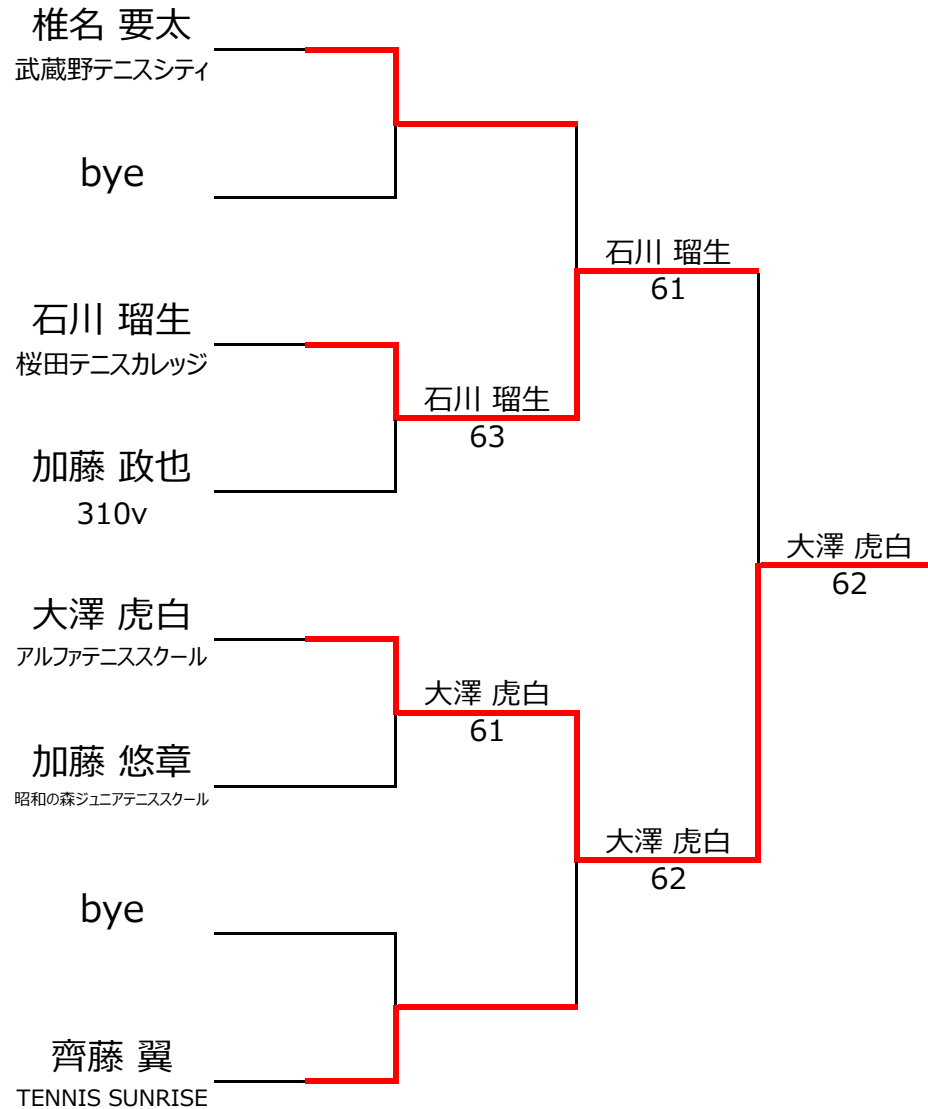 椎名 要太
武蔵野テニスシティ
bye
石川 瑠生
桜田テニスカレッジ
加藤 政也
310v
大澤 虎白
アルファテニススクール
加藤 悠章
昭和の森ジュニアテニススクール
bye
齊藤 翼
TENNIS SUNRISE
石川 瑠生
63
大澤 虎白
61
石川 瑠生
61
大澤 虎白
62
大澤 虎白
62